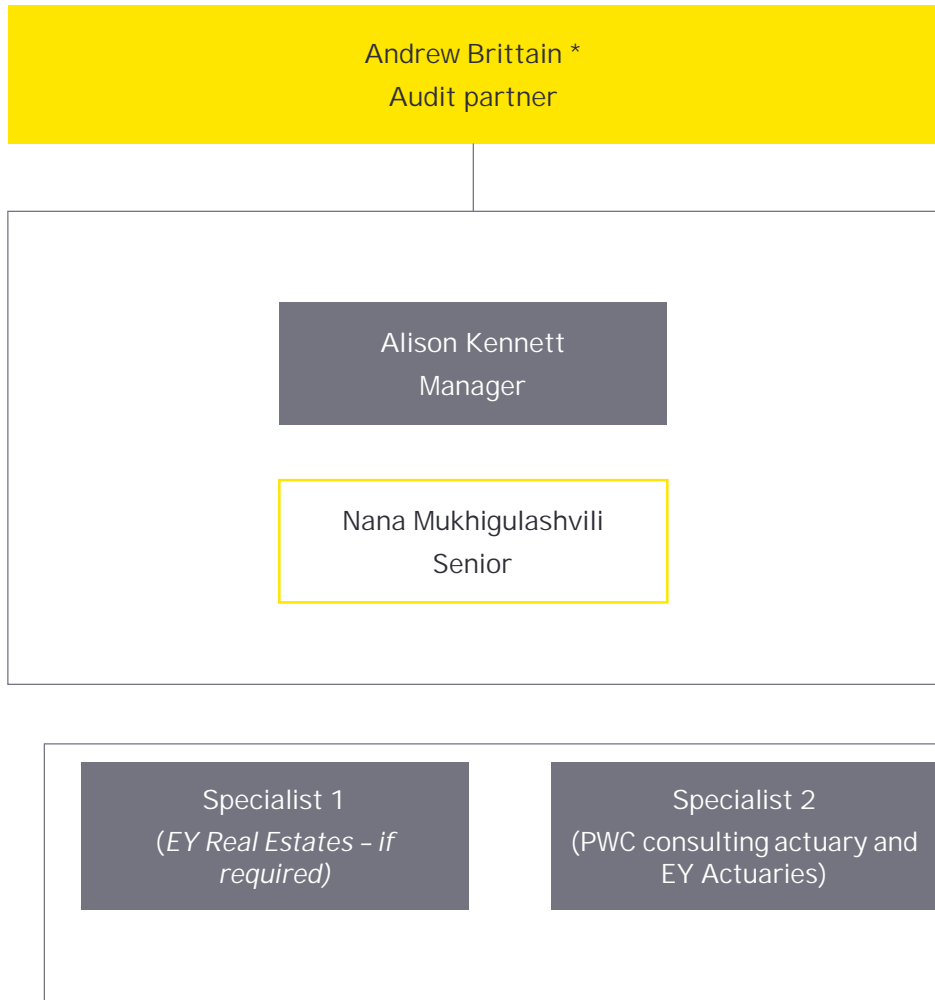 Andrew Brittain *
Audit partner
Alison Kennett
Manager
Nana Mukhigulashvili
Senior
Specialist 1
(EY Real Estates – if
required)
Specialist 2
(PWC consulting actuary and
EY Actuaries)